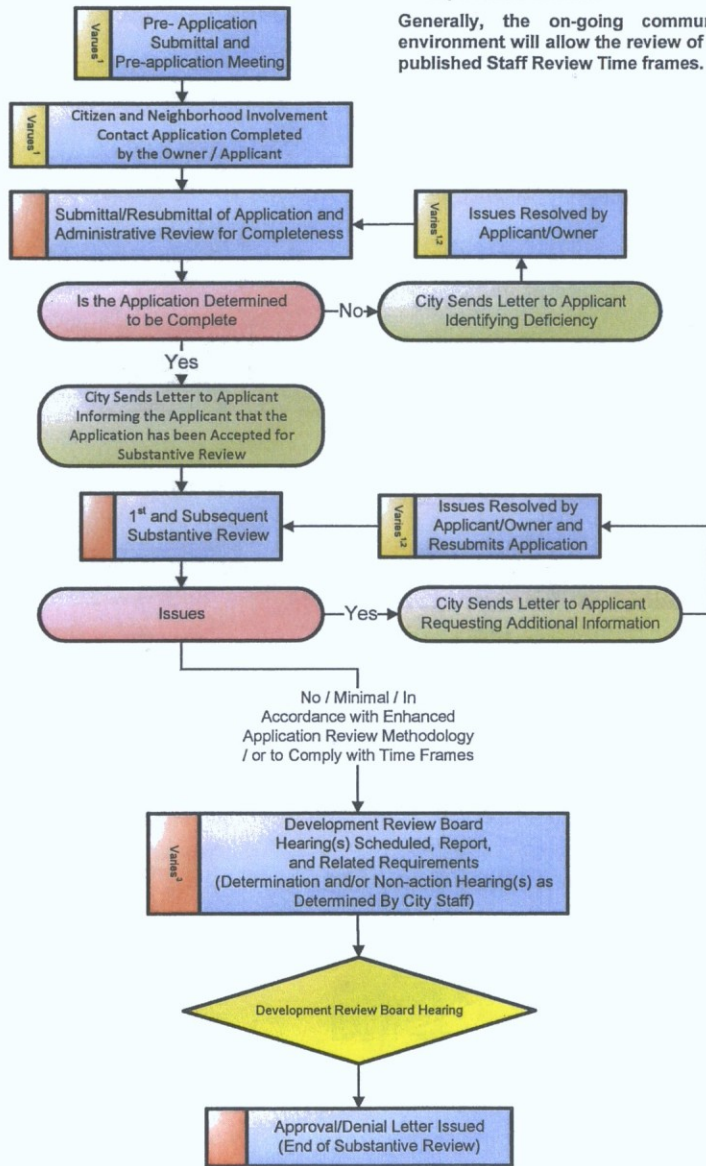 Pre- Application
Submittal and
Pre-application Meeting
Varues¹
Generally, the on-going commun
environment will allow the review of
published Staff Review Time frames.
Citizen and Neighborhood Involvement
Contact Application Completed
by the Owner / Applicant
Varues¹
Submittal/Resubmittal of Application and
Administrative Review for Completeness
Varies¹,²
Issues Resolved by
Applicant/Owner
Is the Application Determined
to be Complete
No
City Sends Letter to Applicant
Identifying Deficiency
Yes
City Sends Letter to Applicant
Informing the Applicant that the
Application has been Accepted for
Substantive Review
1st and Subsequent
Substantive Review
Varies¹,²
Issues Resolved by
Applicant/Owner and
Resubmits Application
Issues
Yes
City Sends Letter to Applicant
Requesting Additional Information
No / Minimal / In
Accordance with Enhanced
Application Review Methodology
/ or to Comply with Time Frames
Varies³
Development Review Board
Hearing(s) Scheduled, Report,
and Related Requirements
(Determination and/or Non-action Hearing(s) as
Determined By City Staff)
Development Review Board Hearing
Approval/Denial Letter Issued
(End of Substantive Review)